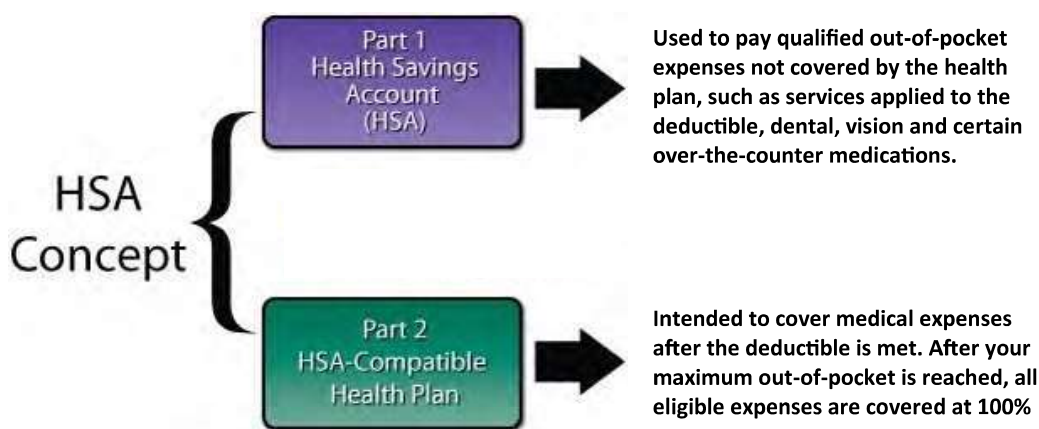 HSA
Concept
Part 1
Health Savings
Account
(HSA)
Used to pay qualified out-of-pocket
expenses not covered by the health
plan, such as services applied to the
deductible, dental, vision and certain
over-the-counter medications.
Part 2
HSA-Compatible
Health Plan
Intended to cover medical expenses
after the deductible is met. After your
maximum out-of-pocket is reached, all
eligible expenses are covered at 100%